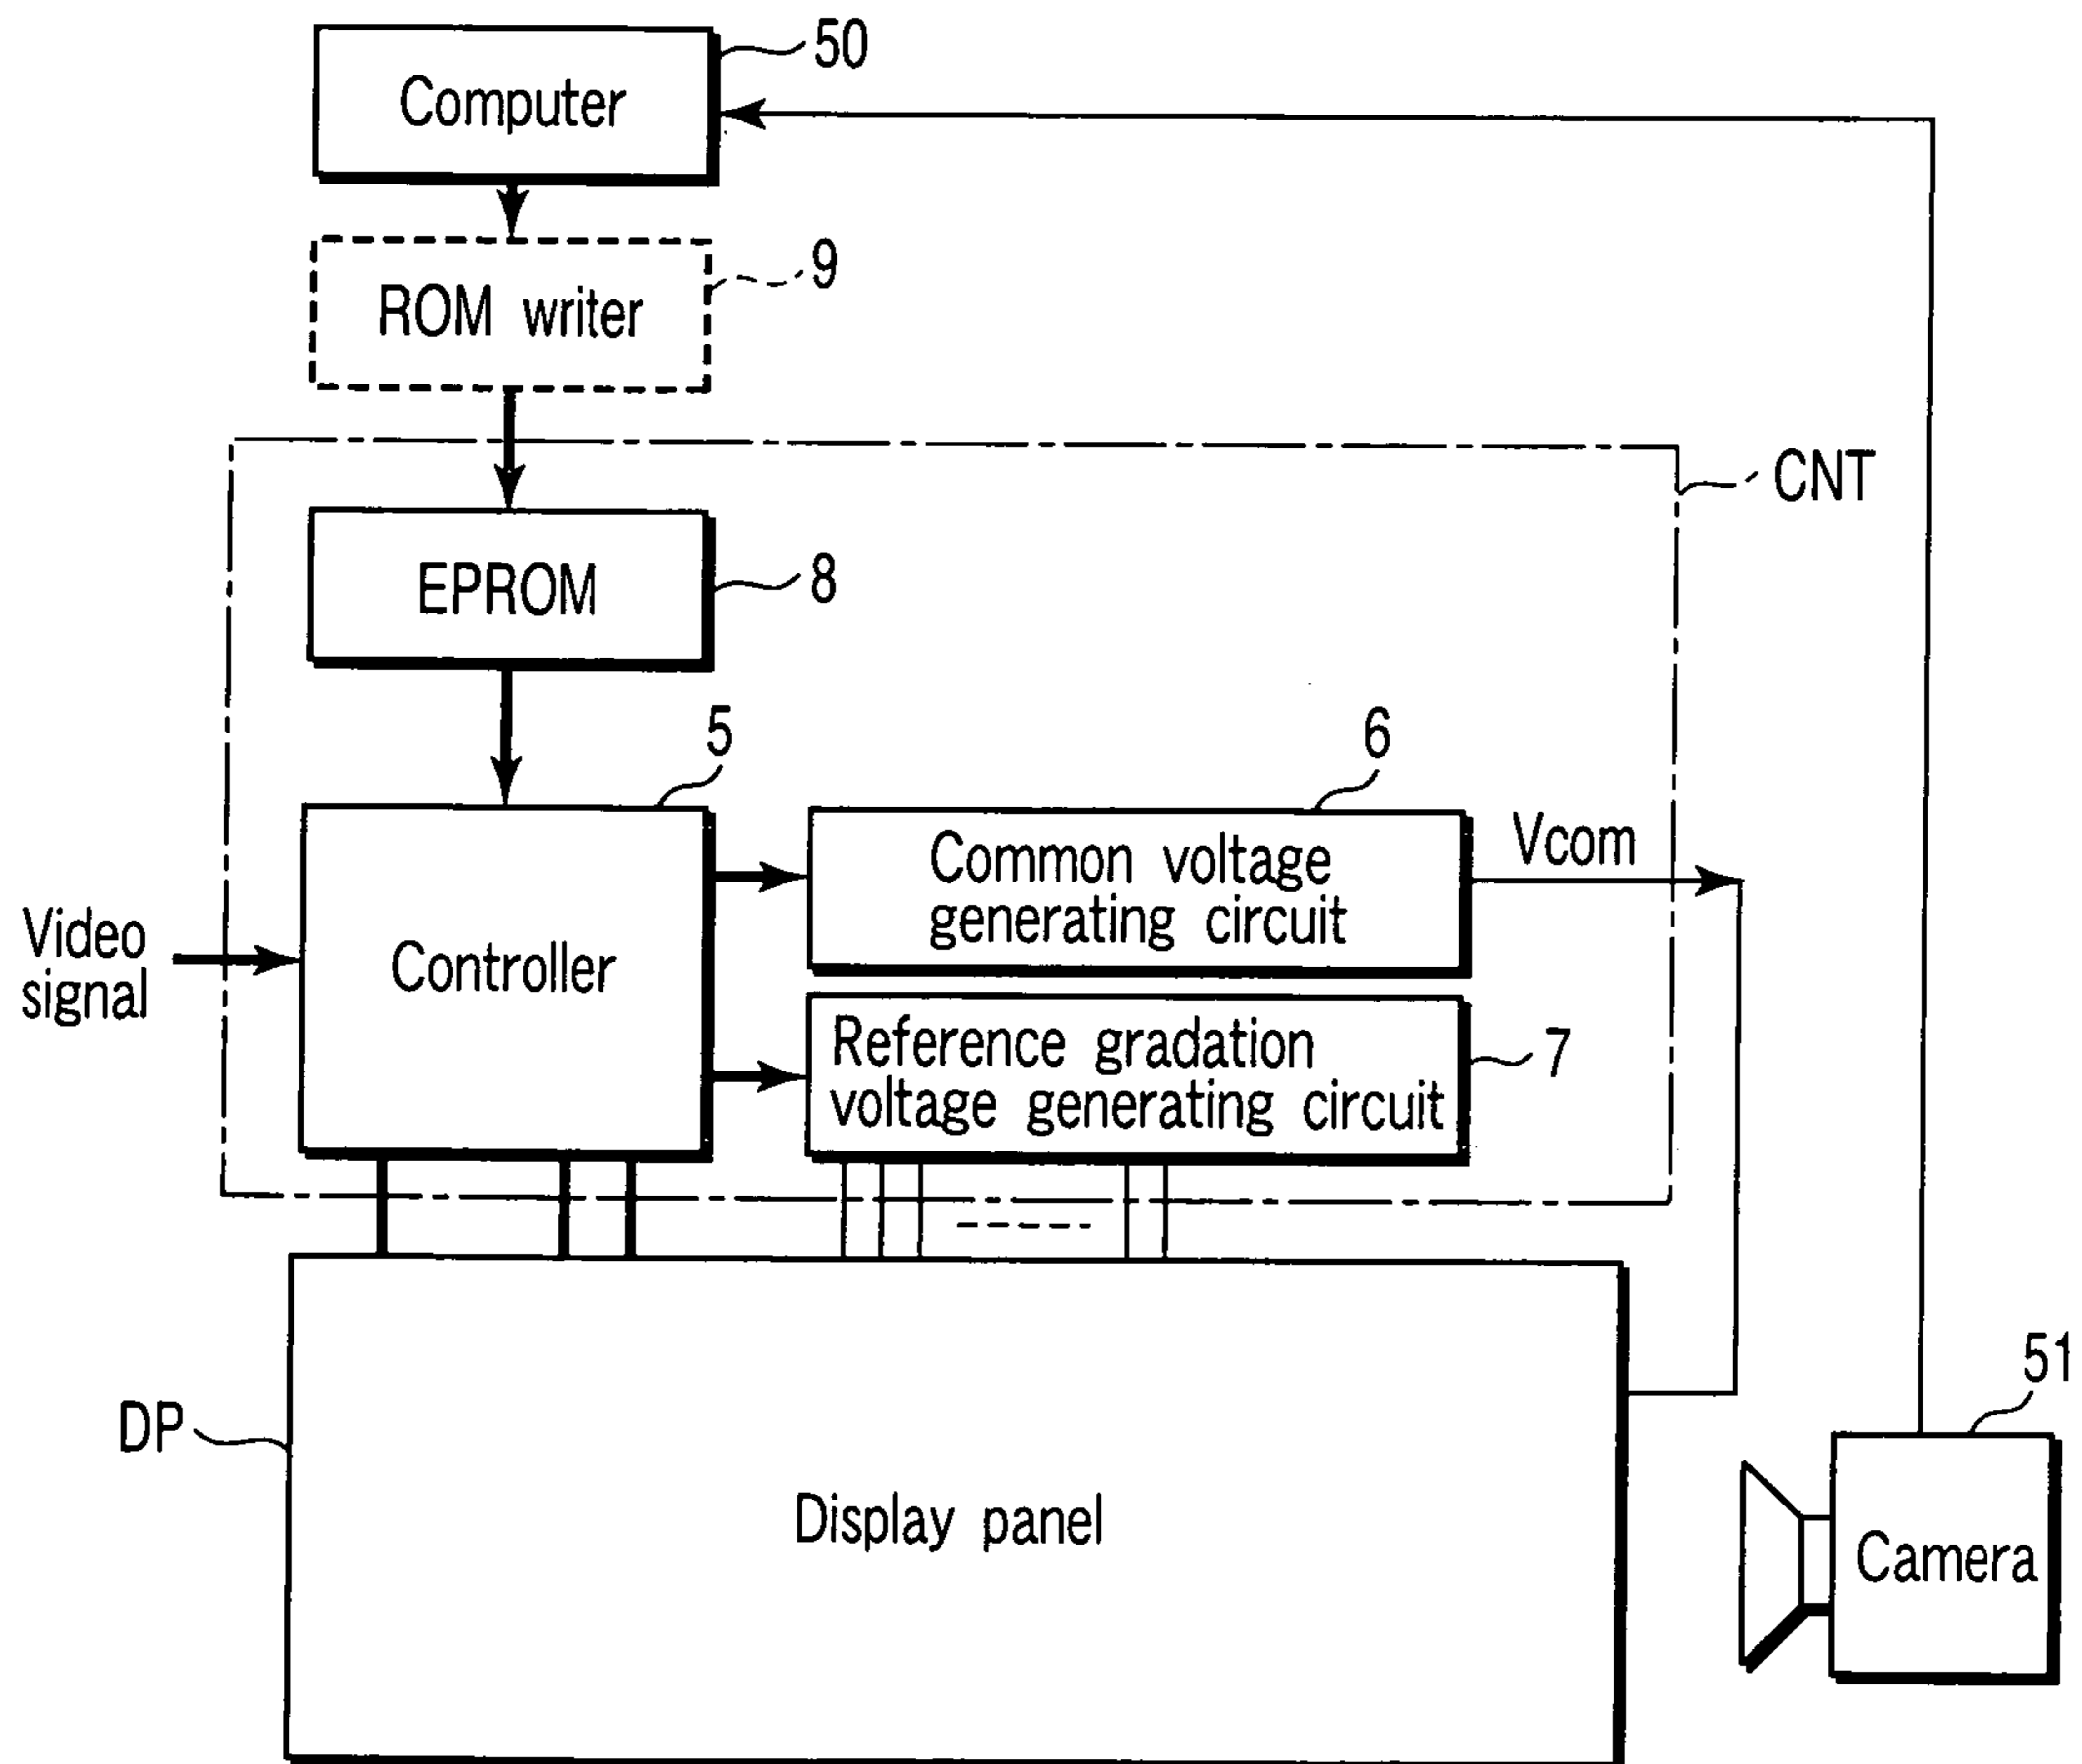 50
Computer
9
ROM writer
CNT
EPROM
8
5
6
Common voltage
generating circuit
Vcom
Video
signal
Controller
Reference gradation
voltage generating circuit
7
DP
Display panel
51
Camera